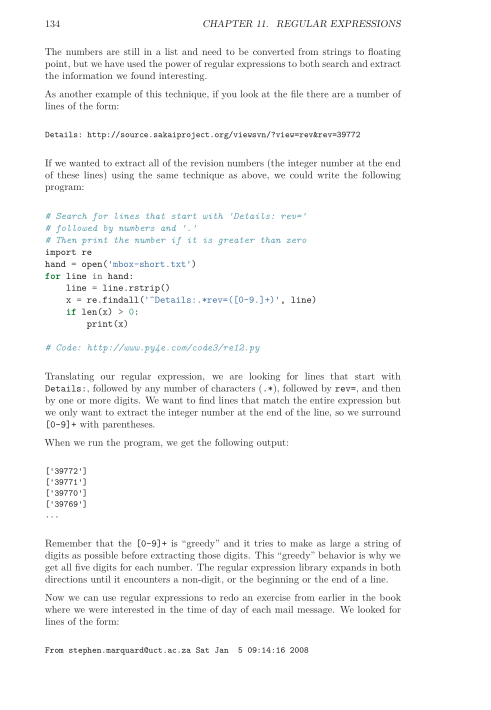 134 CHAPTER 11. REGULAR EXPRESSIONS
The numbers are still in a list and need to be converted from strings to floating
point, but we have used the power of regular expressions to both search and extract
the information we found interesting.
As another example of this technique, if you look at the file there are a number of
lines of the form:
Details: http://source.sakaiproject.org/viewsvn/?view=rev&rev=39772
If we wanted to extract all of the revision numbers (the integer number at the end
of these lines) using the same technique as above, we could write the following
program:
# Search for lines that start with 'Details: rev='
# followed by numbers and '.'
# Then print the number if it is greater than zero
import re
hand = open('mbox-short.txt')
for line in hand:
    line = line.rstrip()
    x = re.findall('^Details:.*rev=([0-9.]+)', line)
    if len(x) > 0:
        print(x)
# Code: http://www.py4e.com/code3/re12.py
Translating our regular expression, we are looking for lines that start with
Details:, followed by any number of characters (.*), followed by rev=, and then
by one or more digits. We want to find lines that match the entire expression but
we only want to extract the integer number at the end of the line, so we surround
[0-9]+ with parentheses.
When we run the program, we get the following output:
['39772']
['39771']
['39770']
['39769']
...
Remember that the [0-9]+ is “greedy” and it tries to make as large a string of
digits as possible before extracting those digits. This “greedy” behavior is why we
get all five digits for each number. The regular expression library expands in both
directions until it encounters a non-digit, or the beginning or the end of a line.
Now we can use regular expressions to redo an exercise from earlier in the book
where we were interested in the time of day of each mail message. We looked for
lines of the form:
From stephen.marquard@uct.ac.za Sat Jan  5 09:14:16 2008